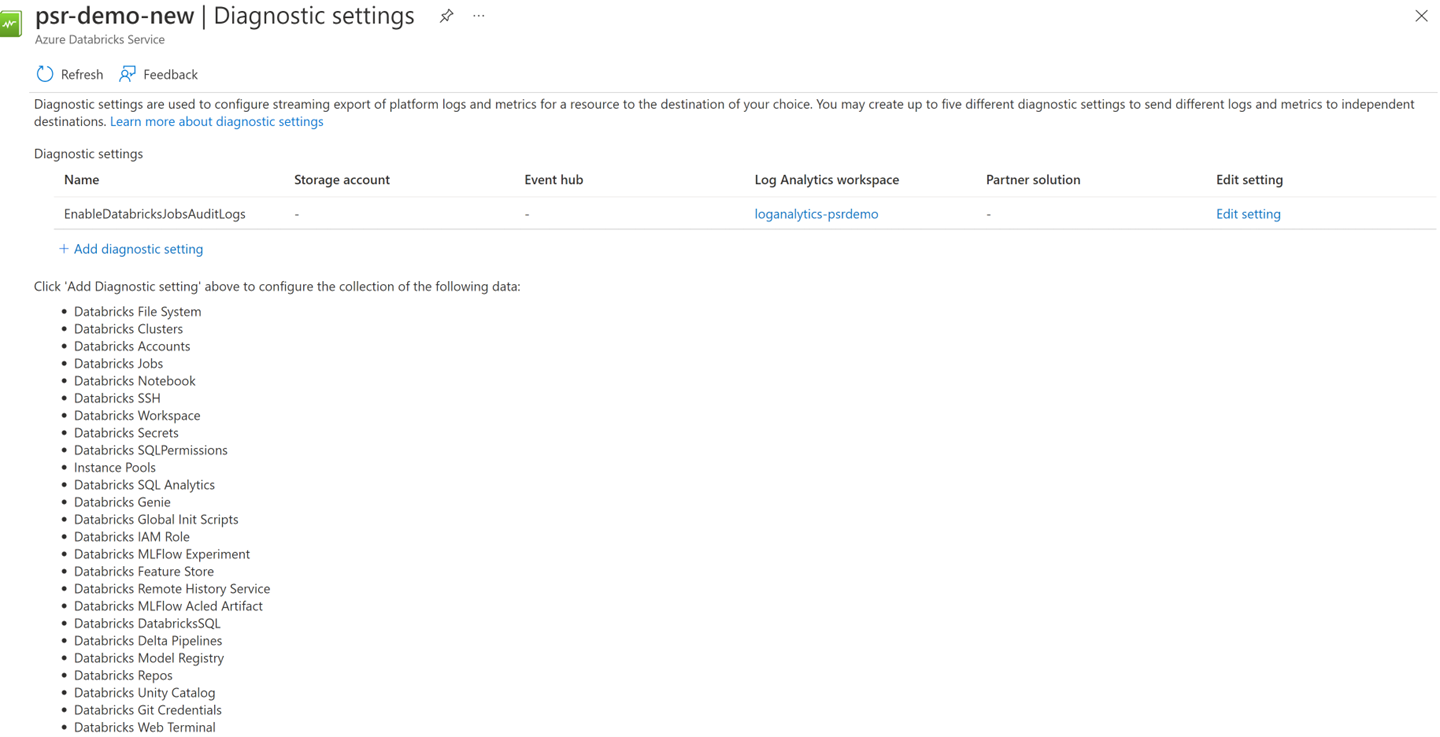 psr-demo-new | Diagnostic settings
Azure Databricks Service
Refresh Feedback
Diagnostic settings are used to configure streaming export of platform logs and metrics for a resource to the destination of your choice. You may create up to five different diagnostic settings to send different logs and metrics to independent
destinations. Learn more about diagnostic settings
Diagnostic settings
Name Storage account Event hub Log Analytics workspace Partner solution Edit setting
EnableDatabricksJobsAuditLogs - - loganalytics-psrdemo - Edit setting
+ Add diagnostic setting
Click 'Add Diagnostic setting' above to configure the collection of the following data:
• Databricks File System
• Databricks Clusters
• Databricks Accounts
• Databricks Jobs
• Databricks Notebook
• Databricks SSH
• Databricks Workspace
• Databricks Secrets
• Databricks SQLPermissions
• Instance Pools
• Databricks SQL Analytics
• Databricks Genie
• Databricks Global Init Scripts
• Databricks IAM Role
• Databricks MLFlow Experiment
• Databricks Feature Store
• Databricks Remote History Service
• Databricks MLFlow Acled Artifact
• Databricks DatabricksSQL
• Databricks Delta Pipelines
• Databricks Model Registry
• Databricks Repos
• Databricks Unity Catalog
• Databricks Git Credentials
• Databricks Web Terminal